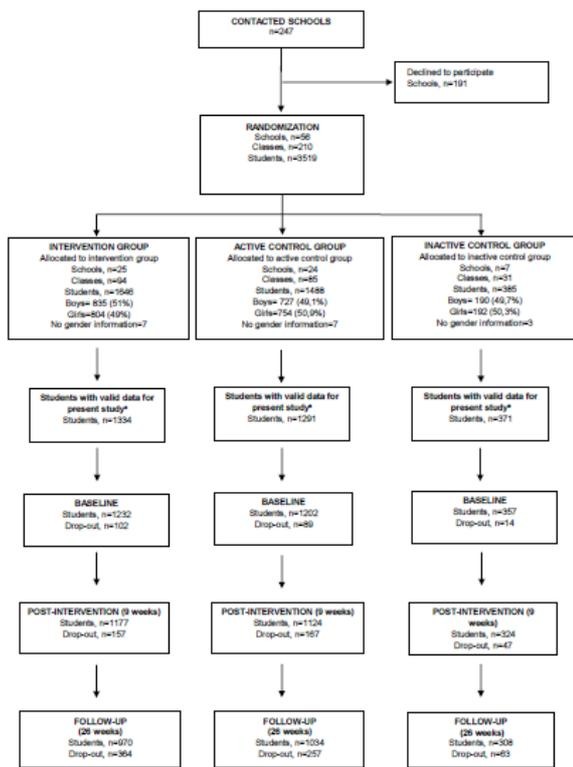 CONTACTED SCHOOLS
n=247
Declined to participate
Schools, n=191
RANDOMIZATION
Schools, n=56
Classes, n=210
Students, n=3519
INTERVENTION GROUP
Allocated to intervention group
Schools, n=25
Classes, n=94
Students, n=1646
Boys= 835 (51%)
Girls=804 (49%)
No gender information=7
ACTIVE CONTROL GROUP
Allocated to active control group
Schools, n=24
Classes, n=85
Students, n=1488
Boys= 727 (49,1%)
Girls=754 (50,9%)
No gender information=7
INACTIVE CONTROL GROUP
Allocated to inactive control group
Schools, n=7
Classes, n=31
Students, n=385
Boys= 190 (49,7%)
Girls=192 (50,3%)
No gender information=3
Students with valid data for
present study*
Students, n=1334
Students with valid data for
present study*
Students, n=1291
Students with valid data for
present study*
Students, n=371
BASELINE
Students, n=1232
Drop-out, n=102
BASELINE
Students, n=1202
Drop-out, n=89
BASELINE
Students, n=357
Drop-out, n=14
POST-INTERVENTION (9 weeks)
Students, n=1177
Drop-out, n=157
POST-INTERVENTION (9 weeks)
Students, n=1124
Drop-out, n=167
POST-INTERVENTION (9
weeks)
Students, n=324
Drop-out, n=47
FOLLOW-UP
(26 weeks)
Students, n=970
Drop-out, n=364
FOLLOW-UP
(26 weeks)
Students, n=1034
Drop-out, n=257
FOLLOW-UP
(26 weeks)
Students, n=308
Drop-out, n=63